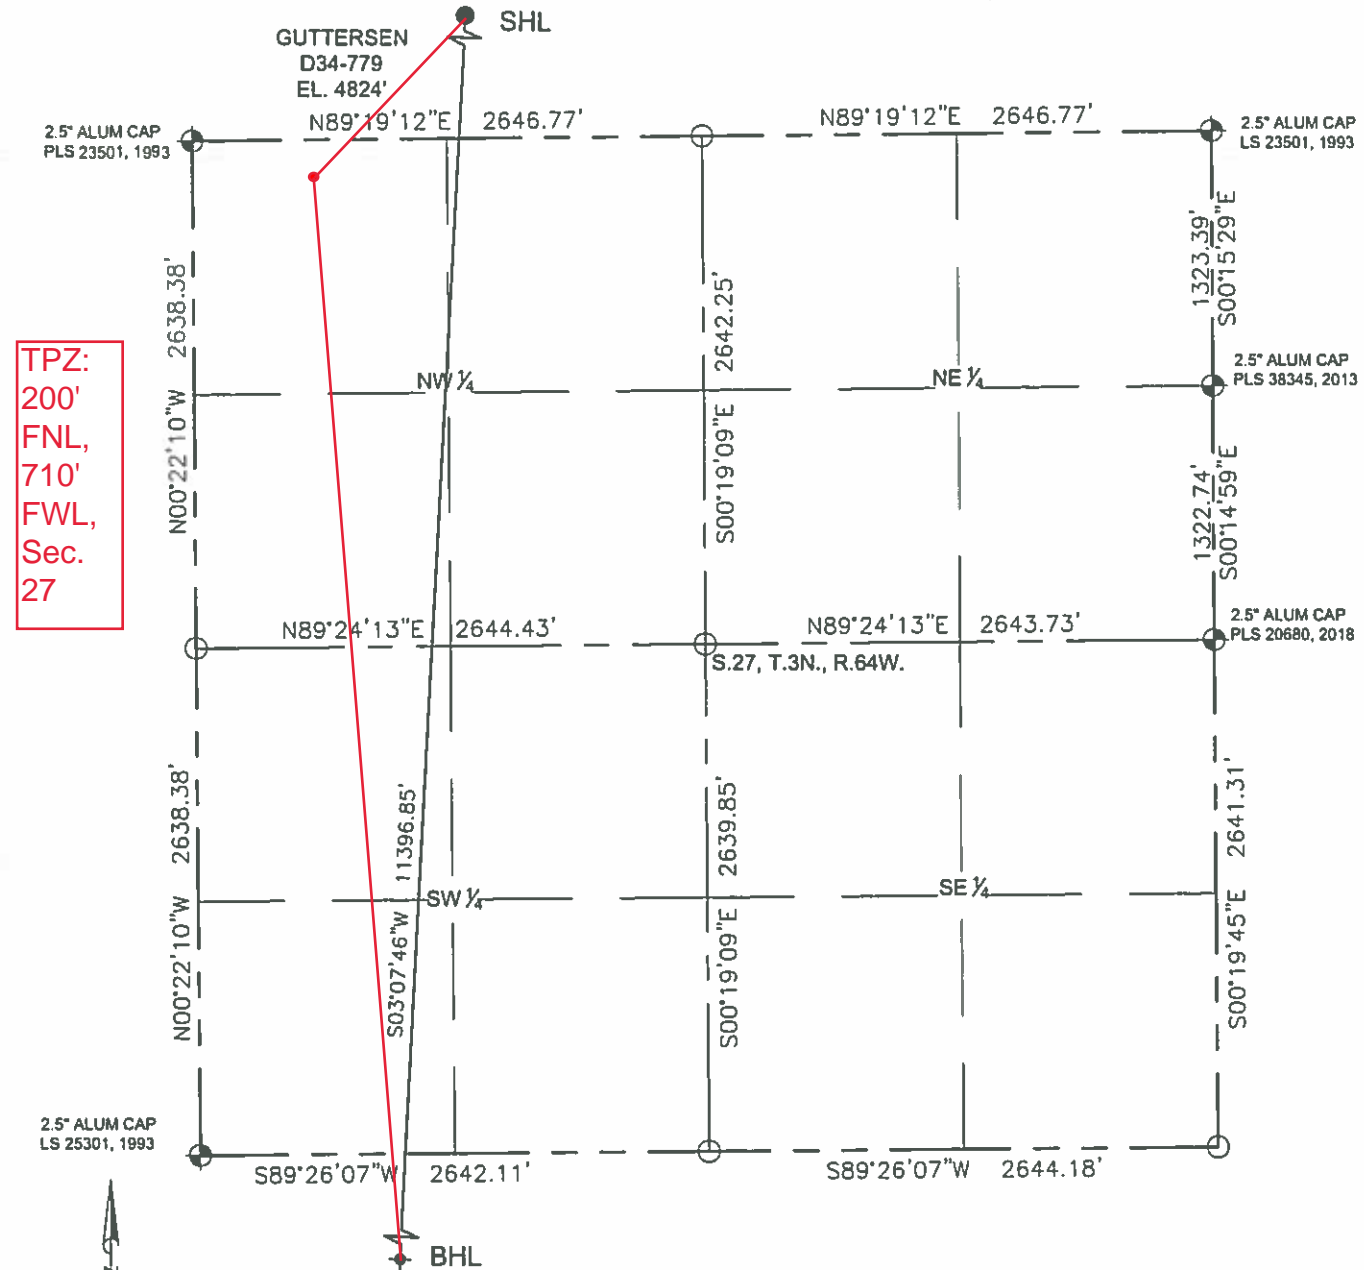 SHL
GUTTERSEN
D34-779
EL. 4824'
2.5" ALUM CAP
PLS 23501, 1993
N89°19'12"E 2646.77'
N89°19'12"E 2646.77'
2.5" ALUM CAP
LS 23501, 1993
N00°22'10"W 2638.38'
S00°19'09"E 2642.25'
1323.39'
S00°15'29"E
TPZ:
200'
FNL,
710'
FWL,
Sec.
27
NW ¼
NE ¼
2.5" ALUM CAP
PLS 38345, 2013
1322.74'
S00°14'59"E
N89°24'13"E 2644.43'
N89°24'13"E 2643.73'
2.5" ALUM CAP
PLS 20680, 2018
S.27, T.3N., R.64W.
N00°22'10"W 2638.38'
S03°07'46"W 11396.85'
S00°19'09"E 2639.85'
S00°19'45"E 2641.31'
SW ¼
SE ¼
2.5" ALUM CAP
LS 25301, 1993
S89°26'07"W 2642.11'
S89°26'07"W 2644.18'
BHL